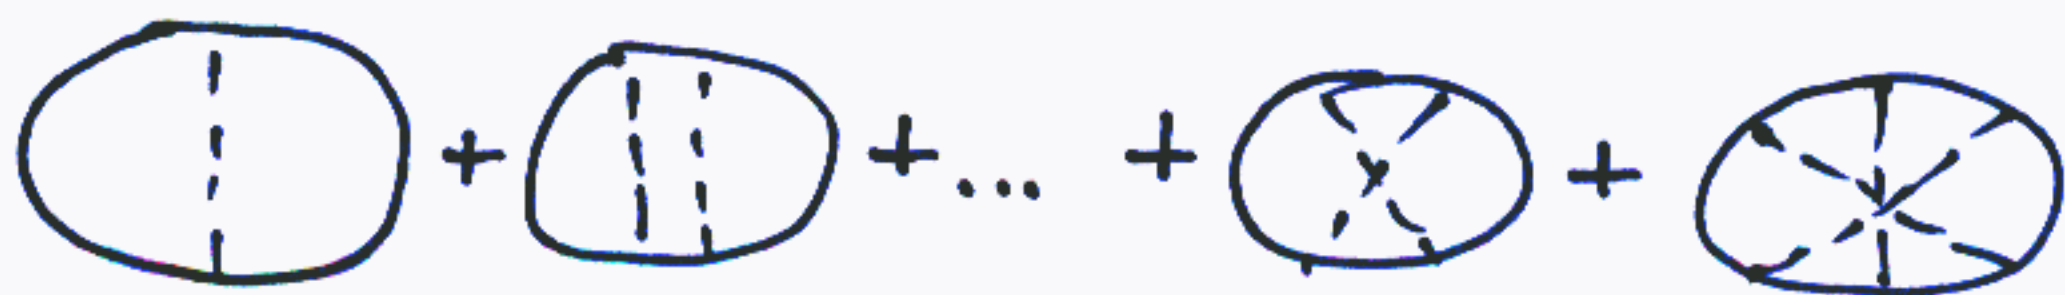 + + ... + +